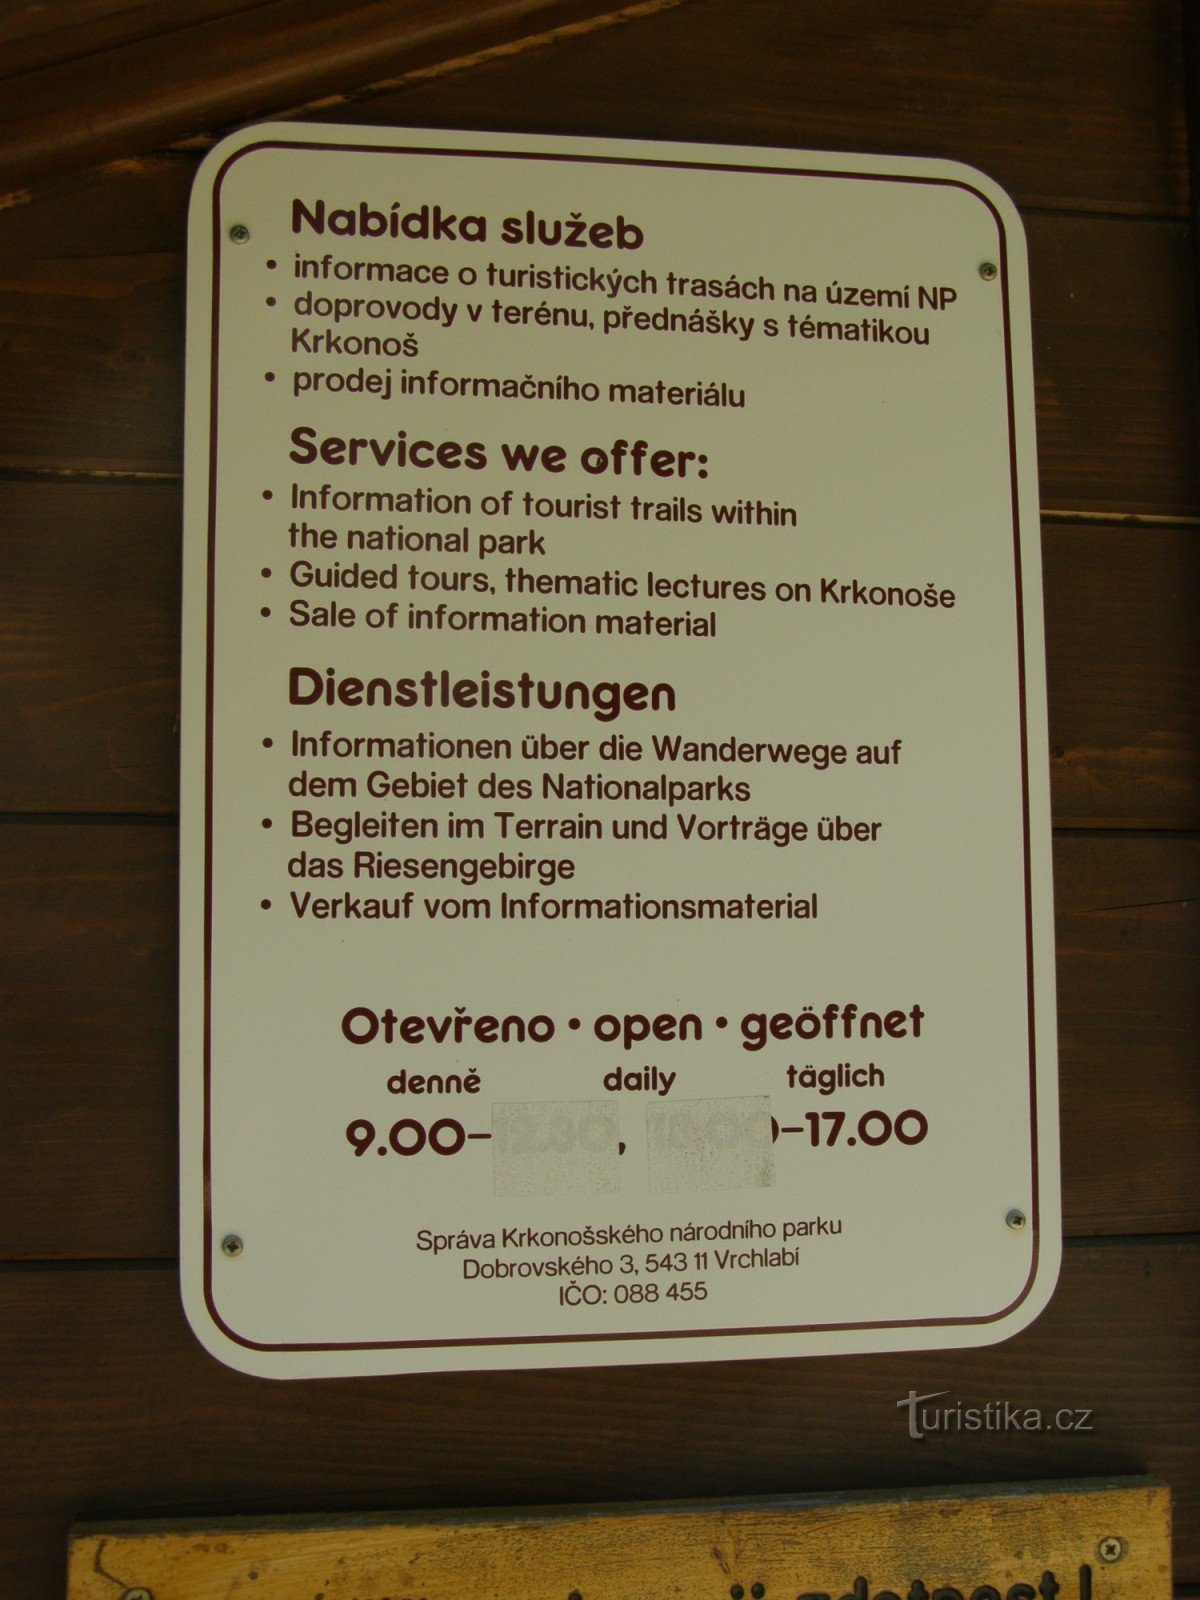 Nabídka služeb
• informace o turistických trasách na území NP
• doprovody v terénu, přednášky s tématikou
Krkonoš
• prodej informačního materiálu
Services we offer:
• Information of tourist trails within
the national park
• Guided tours, thematic lectures on Krkonoše
• Sale of information material
Dienstleistungen
• Informationen über die Wanderwege auf
dem Gebiet des Nationalparks
• Begleiten im Terrain und Vorträge über
das Riesengebirge
• Verkauf vom Informationsmaterial
Otevřeno • open • geöffnet
denně daily täglich
9.00– , –17.00
Správa Krkonošského národního parku
Dobrovského 3, 543 11 Vrchlabí
IČO: 088 455
Turistika.cz